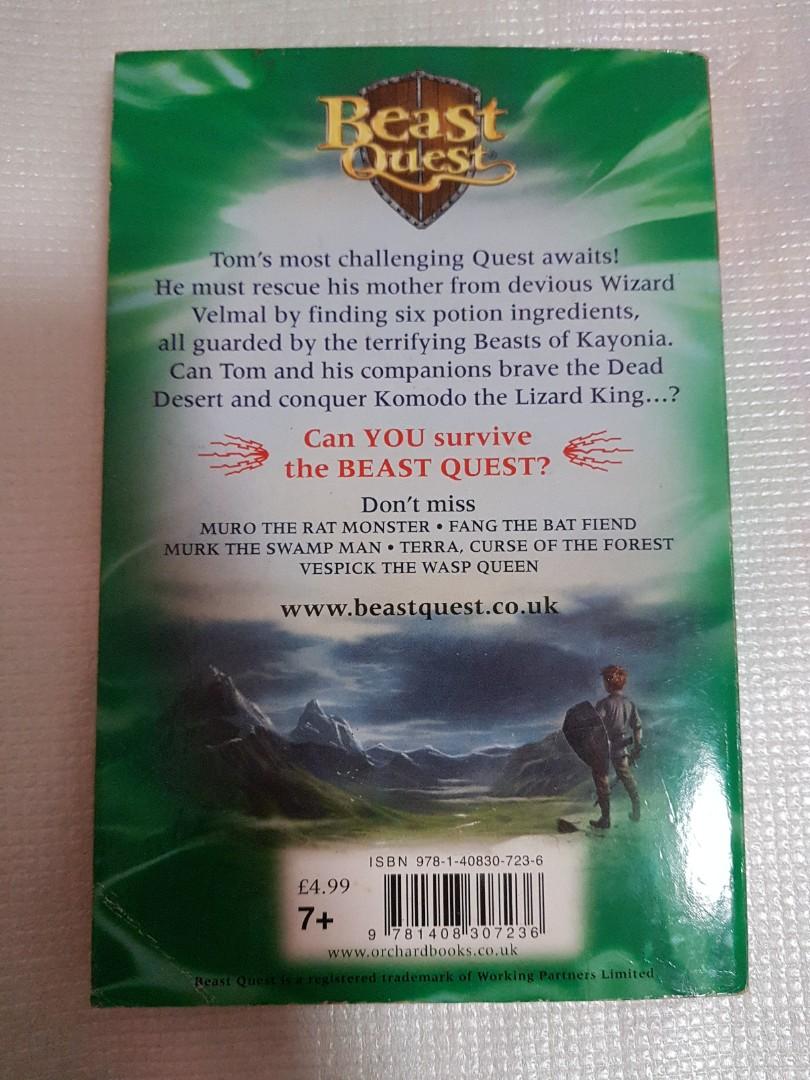 Beast
Quest
Tom's most challenging Quest awaits!
He must rescue his mother from devious Wizard
Velmal by finding six potion ingredients,
all guarded by the terrifying Beasts of Kayonia.
Can Tom and his companions brave the Dead
Desert and conquer Komodo the Lizard King...?
Can YOU survive
the BEAST QUEST?
Don't miss
MURO THE RAT MONSTER • FANG THE BAT FIEND
MURK THE SWAMP MAN • TERRA, CURSE OF THE FOREST
VESPICK THE WASP QUEEN
www.beastquest.co.uk
ISBN 978-1-40830-723-6
£4.99
7+
9 781408 307236
www.orchardbooks.co.uk
Beast Quest is a registered trademark of Working Partners Limited